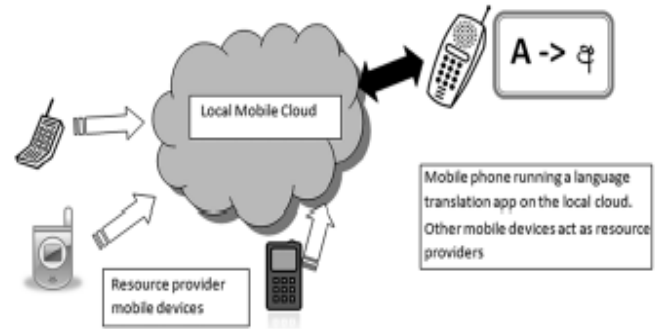 A -> අ
Local Mobile Cloud
Mobile phone running a language
translation app on the local cloud.
Other mobile devices act as resource
providers
Resource provider
mobile devices